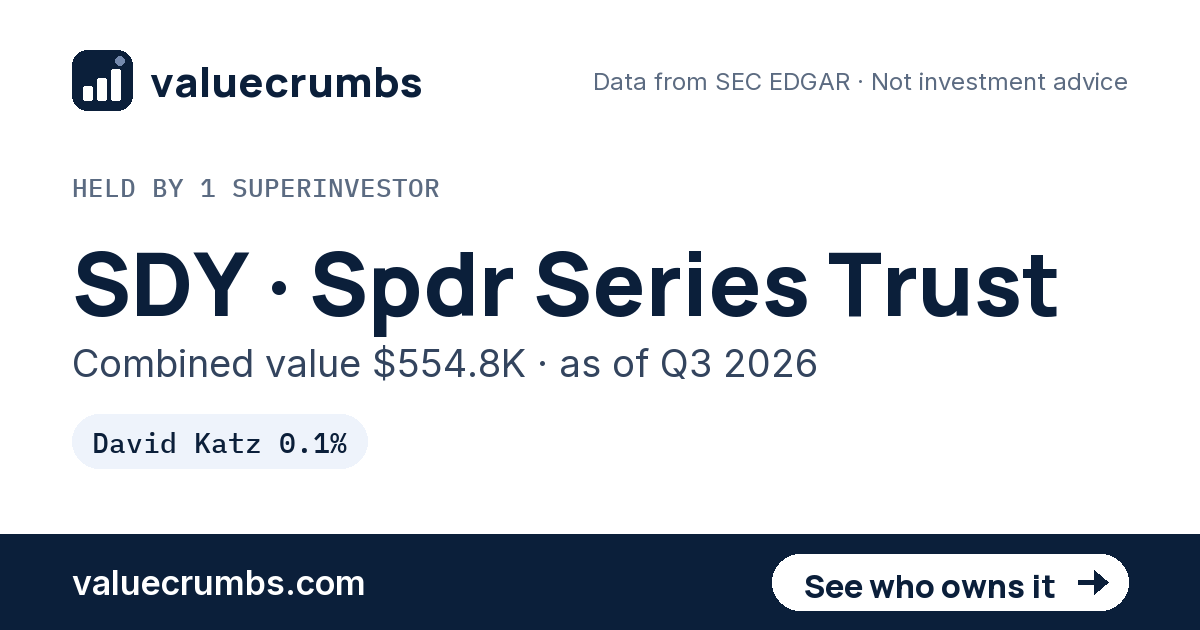 valuecrumbs
Data from SEC EDGAR · Not investment advice
HELD BY 1 SUPERINVESTOR
SDY · Spdr Series Trust
Combined value $554.8K · as of Q3 2026
David Katz 0.1%
valuecrumbs.com
See who owns it →